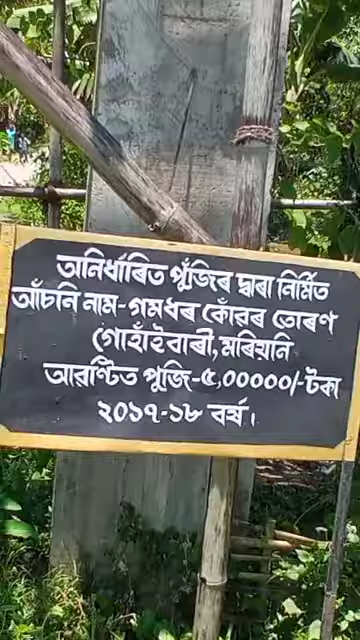 অনিৰ্ধাৰিত পুঁজিৰে দ্বাৰা নিৰ্মিত
আঁচনি নাম-গমধৰ কোঁৱৰ তোৰণ
গোহাঁইবাৰী, মৰিয়নি
আৱণ্টিত পুজি-৫,০০০০০/-টকা
২০১৭-১৮ বৰ্ষ।